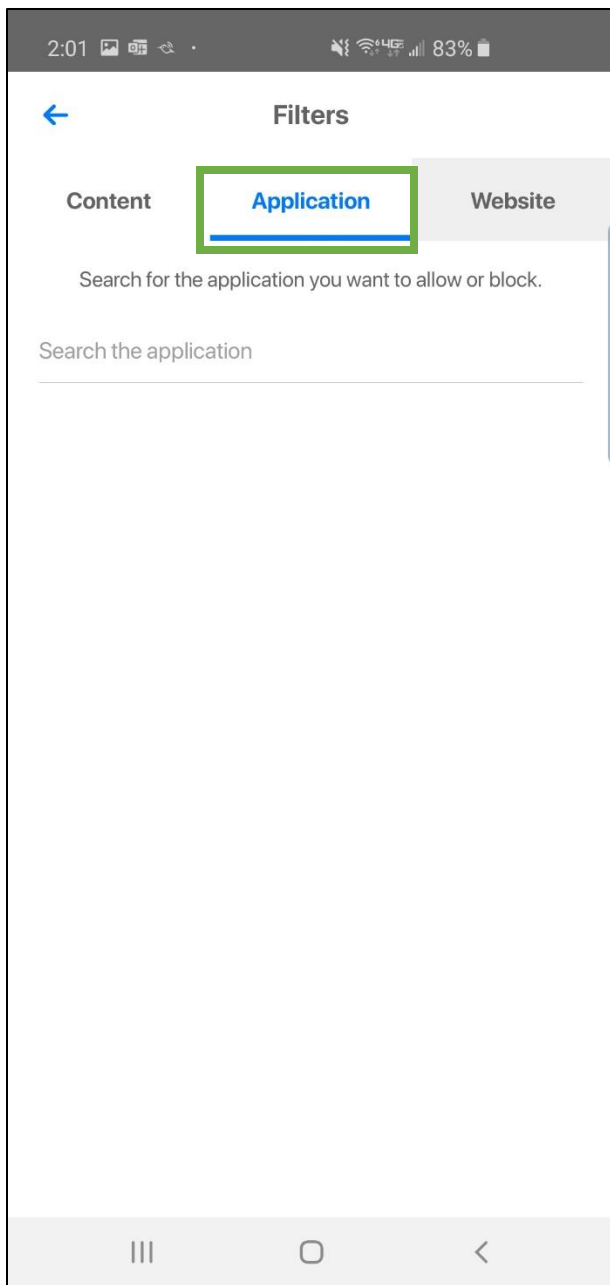 2:01 83%
Filters
Content Application Website
Search for the application you want to allow or block.
Search the application